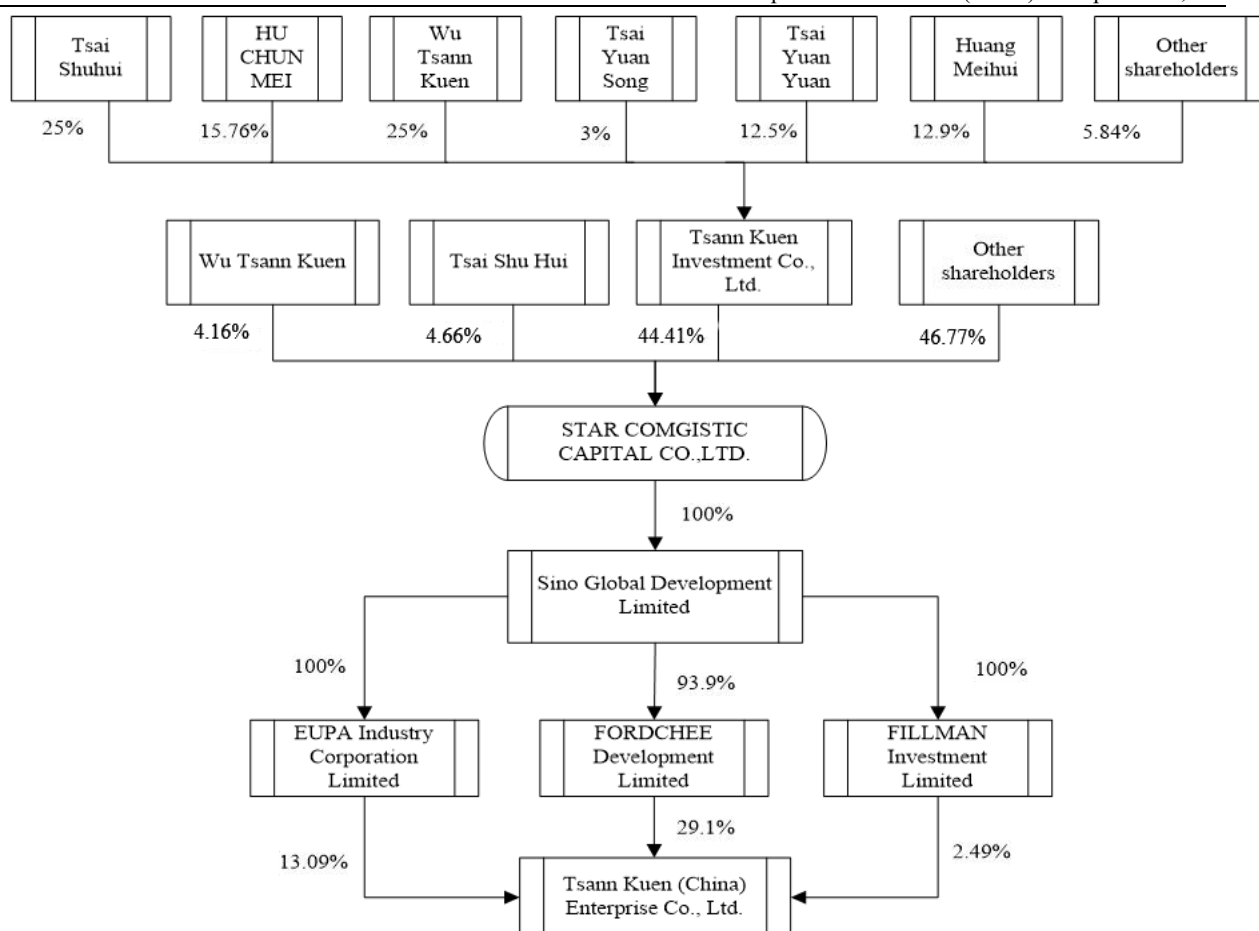 Tsai
Shuhui
HU
CHUN
MEI
Wu
Tsann
Kuen
Tsai
Yuan
Song
Tsai
Yuan
Yuan
Huang
Meihui
Other
shareholders
25%
15.76%
25%
3%
12.5%
12.9%
5.84%
Wu Tsann Kuen
Tsai Shu Hui
Tsann Kuen
Investment Co.,
Ltd.
Other
shareholders
4.16%
4.66%
44.41%
46.77%
STAR COMGISTIC
CAPITAL CO.,LTD.
100%
Sino Global Development
Limited
100%
93.9%
100%
EUPA Industry
Corporation
Limited
FORDCHEE
Development
Limited
FILLMAN
Investment
Limited
13.09%
29.1%
2.49%
Tsann Kuen (China)
Enterprise Co., Ltd.